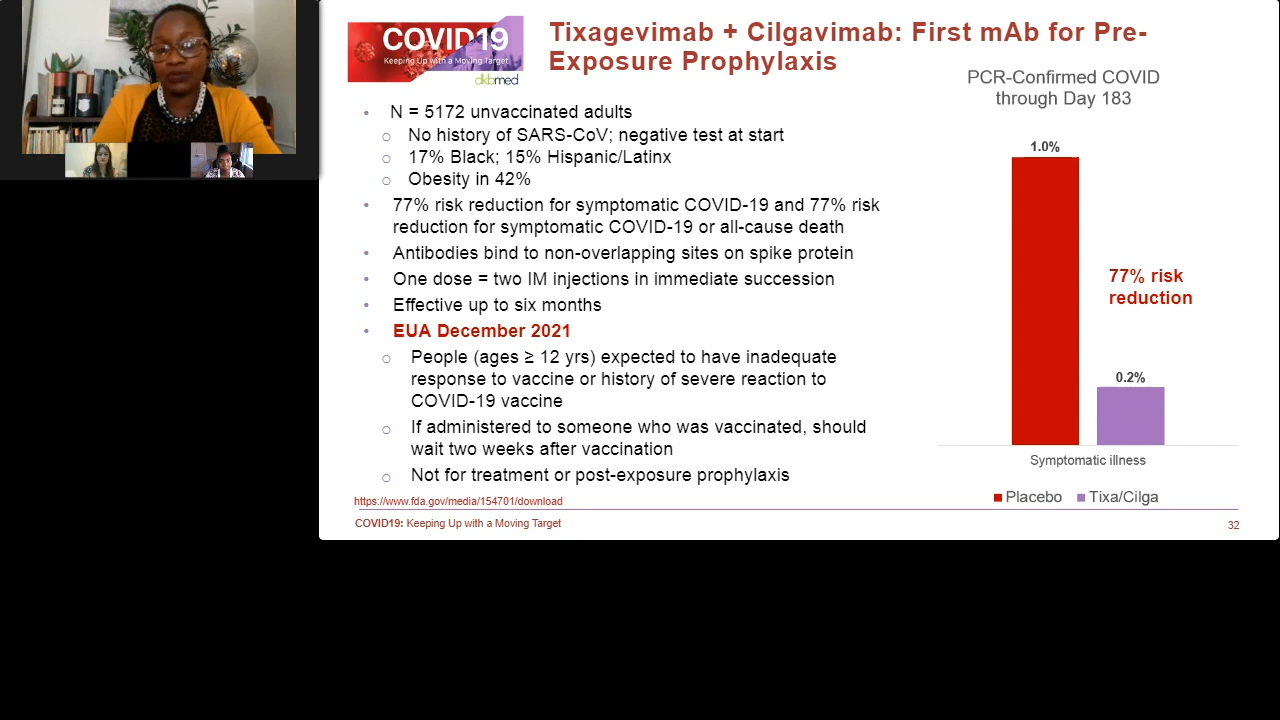 COVID19
Keeping Up with a Moving Target
dkbmed
Tixagevimab + Cilgavimab: First mAb for Pre-
Exposure Prophylaxis
• N = 5172 unvaccinated adults
o No history of SARS-CoV; negative test at start
o 17% Black; 15% Hispanic/Latinx
o Obesity in 42%
• 77% risk reduction for symptomatic COVID-19 and 77% risk
reduction for symptomatic COVID-19 or all-cause death
• Antibodies bind to non-overlapping sites on spike protein
• One dose = two IM injections in immediate succession
• Effective up to six months
• EUA December 2021
o People (ages ≥ 12 yrs) expected to have inadequate
response to vaccine or history of severe reaction to
COVID-19 vaccine
o If administered to someone who was vaccinated, should
wait two weeks after vaccination
o Not for treatment or post-exposure prophylaxis
PCR-Confirmed COVID
through Day 183
1.0%
77% risk
reduction
0.2%
Symptomatic illness
Placebo Tixa/Cilga
https://www.fda.gov/media/154701/download
COVID19: Keeping Up with a Moving Target
32